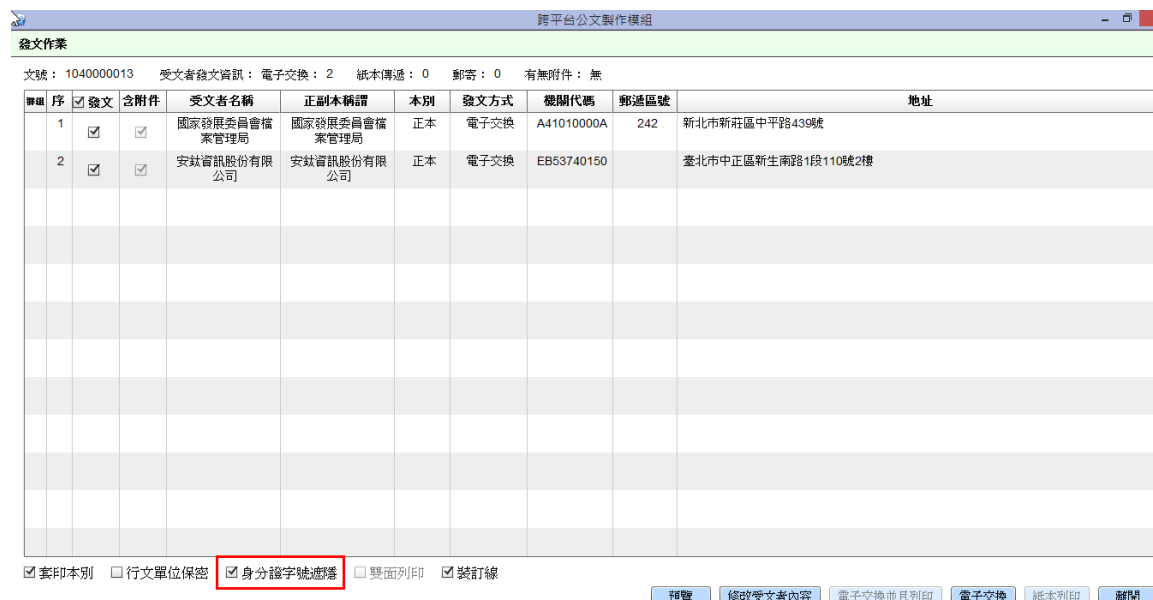 跨平台公文製作模組
發文作業
文號： 1040000013 受文者發文資訊： 電子交換： 2 紙本傳遞： 0 郵寄： 0 有無附件： 無
群組 序 發文 含附件 受文者名稱 正副本稱謂 本別 發文方式 機關代碼 郵遞區號 地址
1 國家發展委員會檔案管理局 國家發展委員會檔案管理局 正本 電子交換 A41010000A 242 新北市新莊區中平路439號
2 安鈦資訊股份有限公司 安鈦資訊股份有限公司 正本 電子交換 EB53740150 臺北市中正區新生南路1段110號2樓
套印本別 行文單位保密 身分證字號遮隱 雙面列印 裝訂線
預覽 修改受文者內容 電子交換並且列印 電子交換 紙本列印 離開